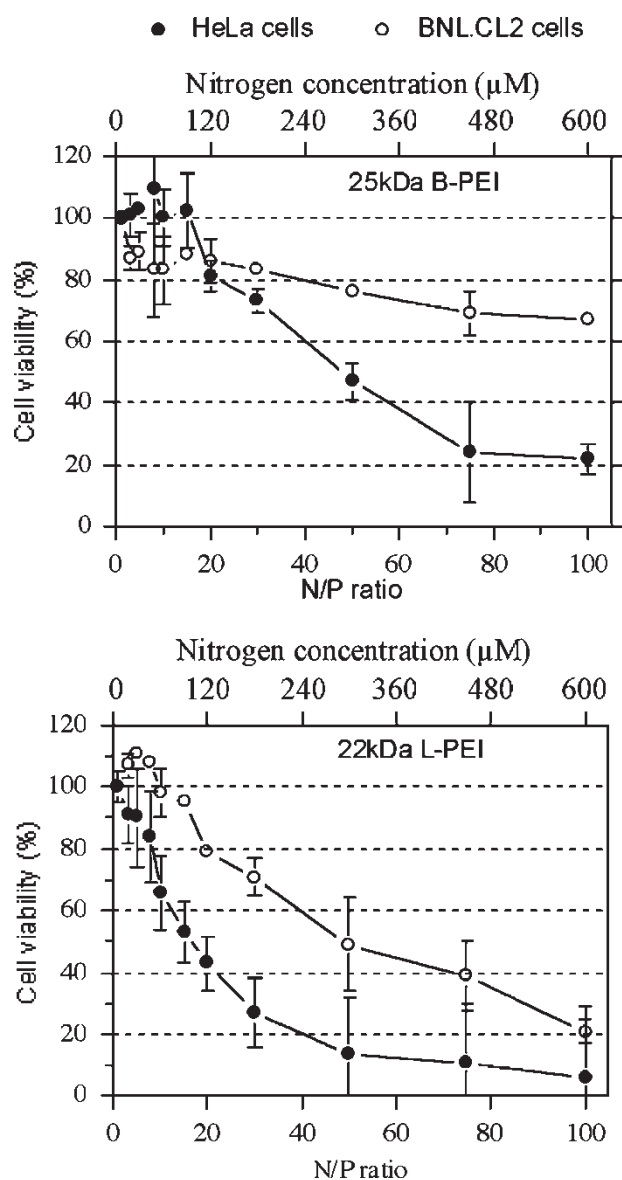 HeLa cells BNL.CL2 cells
Nitrogen concentration (µM)
0 120 240 360 480 600
25kDa B-PEI
120
100
80
60
40
20
0
Cell viability (%)
0 20 40 60 80 100
N/P ratio
Nitrogen concentration (µM)
0 120 240 360 480 600
22kDa L-PEI
120
100
80
60
40
20
0
Cell viability (%)
0 20 40 60 80 100
N/P ratio